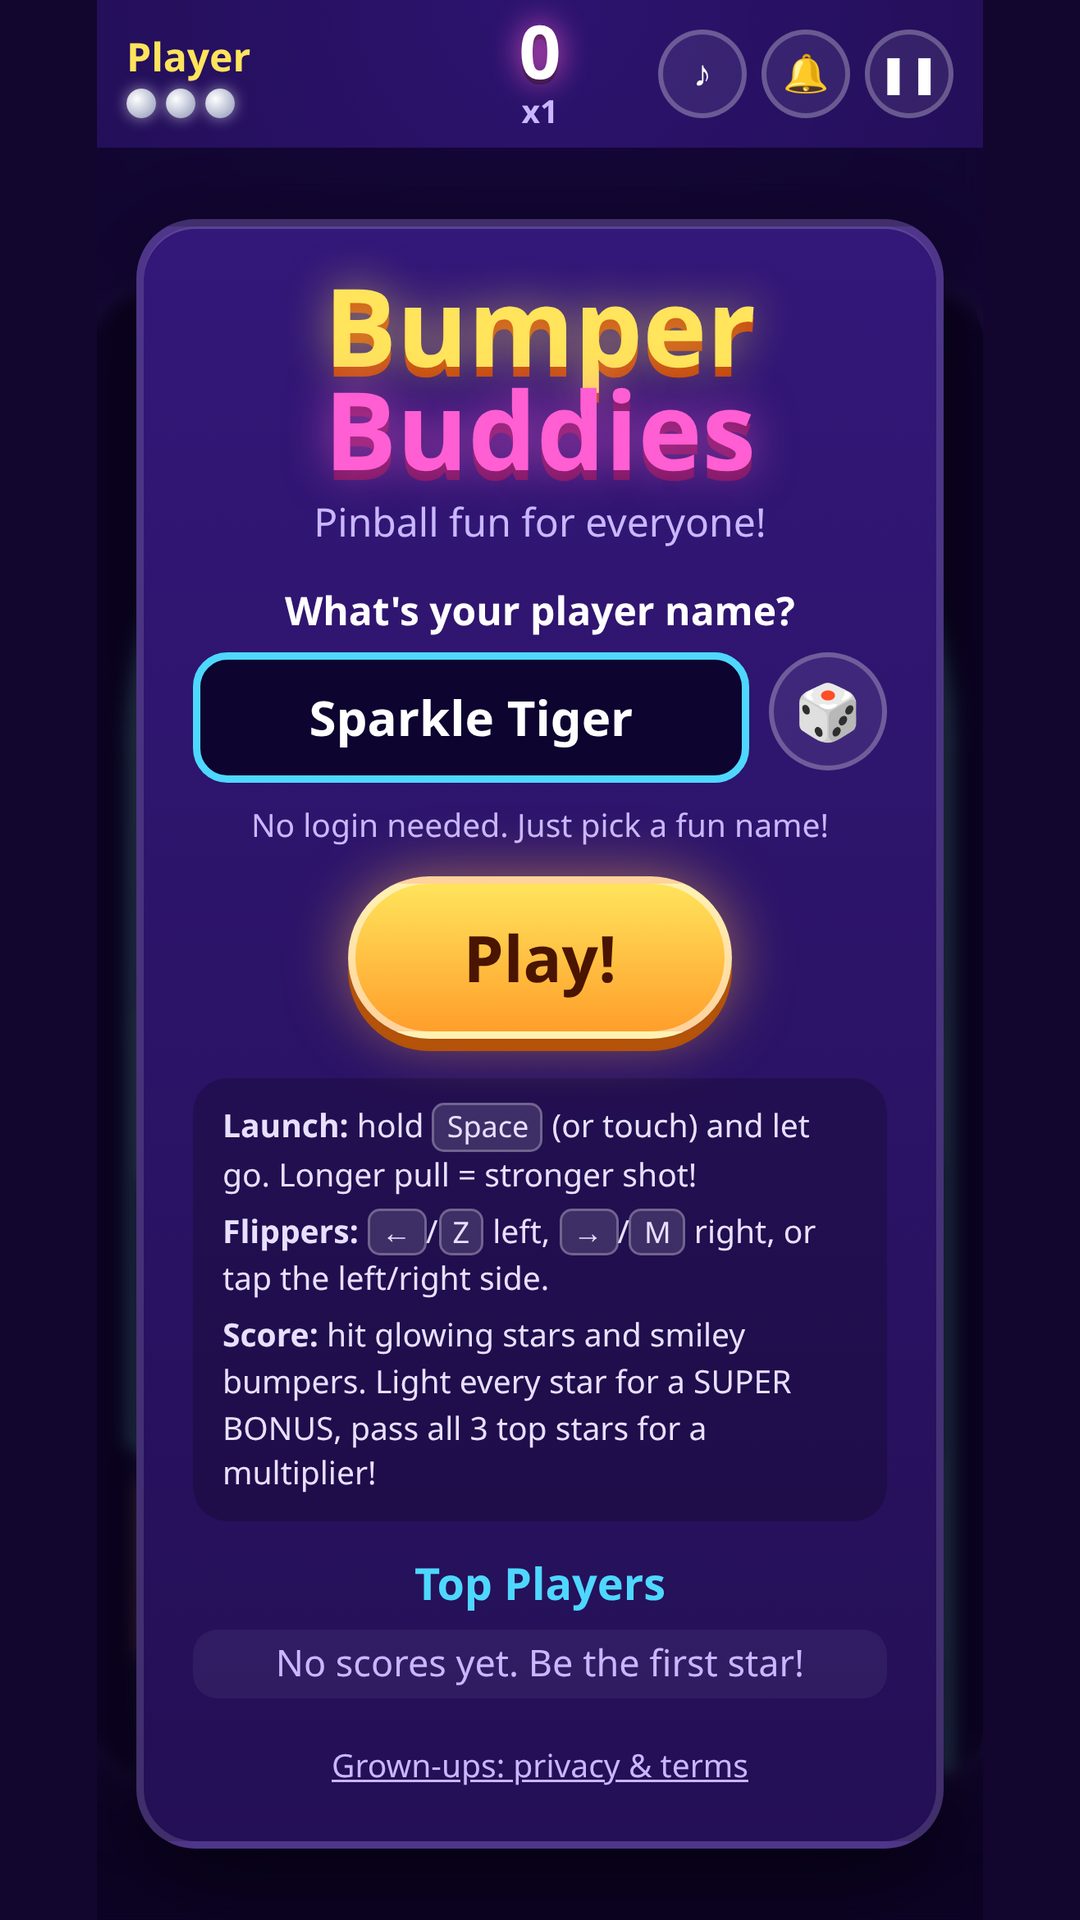 Player
0
x1
Bumper
Buddies
Pinball fun for everyone!
What's your player name?
Sparkle Tiger
No login needed. Just pick a fun name!
Play!
Launch: hold Space (or touch) and let
go. Longer pull = stronger shot!
Flippers: ←/Z left, →/M right, or
tap the left/right side.
Score: hit glowing stars and smiley
bumpers. Light every star for a SUPER
BONUS, pass all 3 top stars for a
multiplier!
Top Players
No scores yet. Be the first star!
Grown-ups: privacy & terms